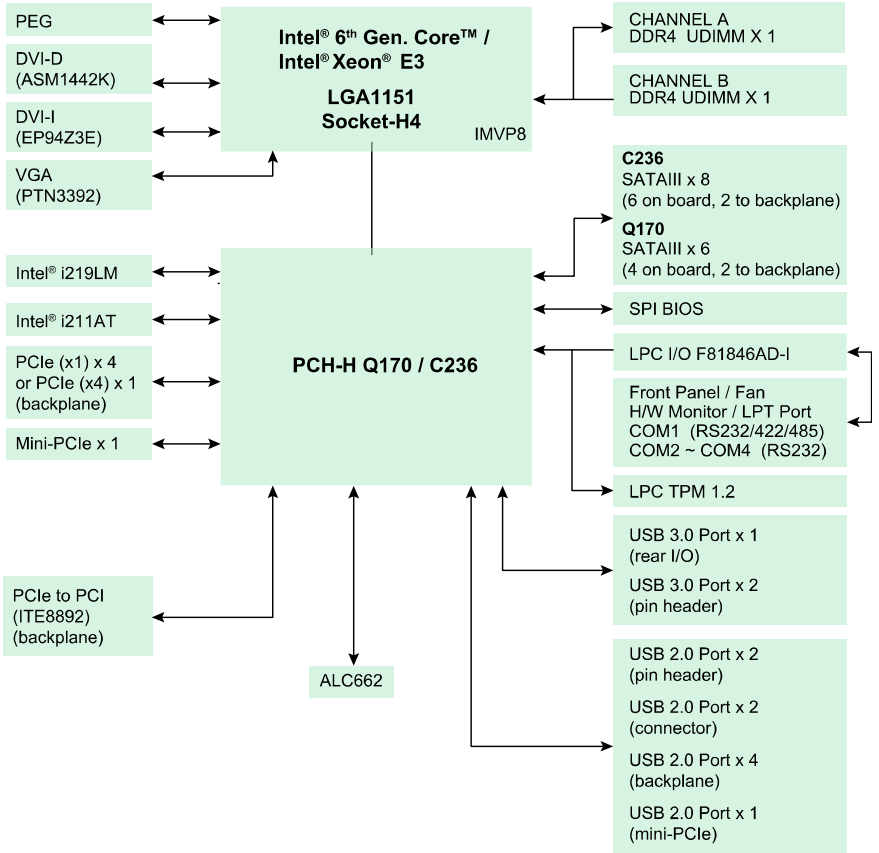 PEG
DVI-D
(ASM1442K)
DVI-I
(EP94Z3E)
VGA
(PTN3392)
Intel® 6th Gen. Core™ /
Intel® Xeon® E3
LGA1151
Socket-H4
IMVP8
CHANNEL A
DDR4 UDIMM X 1
CHANNEL B
DDR4 UDIMM X 1
C236
SATAIII x 8
(6 on board, 2 to backplane)
Q170
SATAIII x 6
(4 on board, 2 to backplane)
Intel® i219LM
Intel® i211AT
PCIe (x1) x 4
or PCIe (x4) x 1
(backplane)
Mini-PCIe x 1
PCH-H Q170 / C236
SPI BIOS
LPC I/O F81846AD-I
Front Panel / Fan
H/W Monitor / LPT Port
COM1 (RS232/422/485)
COM2 ~ COM4 (RS232)
LPC TPM 1.2
USB 3.0 Port x 1
(rear I/O)
USB 3.0 Port x 2
(pin header)
PCIe to PCI
(ITE8892)
(backplane)
ALC662
USB 2.0 Port x 2
(pin header)
USB 2.0 Port x 2
(connector)
USB 2.0 Port x 4
(backplane)
USB 2.0 Port x 1
(mini-PCIe)